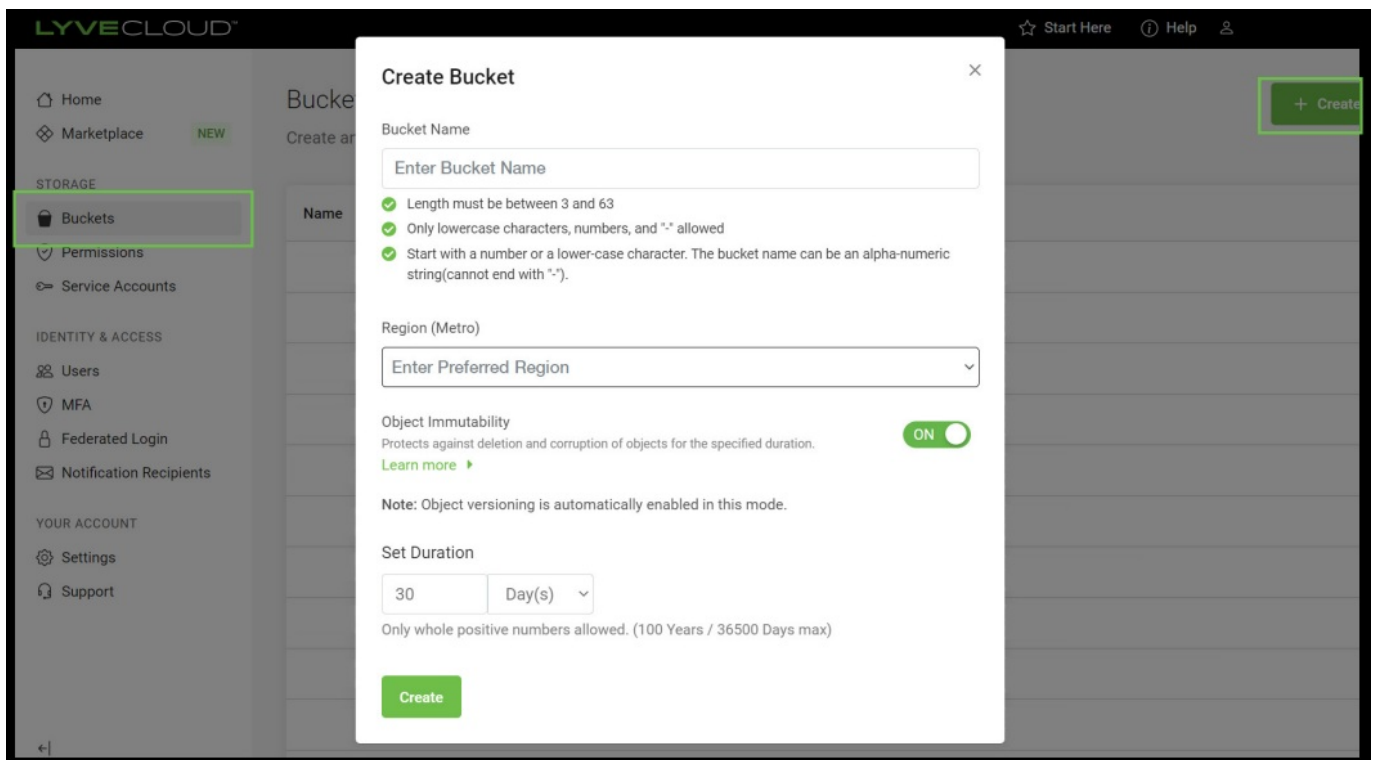 LYVECLOUD™
Start Here
Help
Home
Marketplace NEW
STORAGE
Buckets
Permissions
Service Accounts
IDENTITY & ACCESS
Users
MFA
Federated Login
Notification Recipients
YOUR ACCOUNT
Settings
Support
Bucke
Create an
+ Create
Name
Create Bucket
Bucket Name
Enter Bucket Name
Length must be between 3 and 63
Only lowercase characters, numbers, and "-" allowed
Start with a number or a lower-case character. The bucket name can be an alpha-numeric
string(cannot end with "-").
Region (Metro)
Enter Preferred Region
Object Immutability
ON
Protects against deletion and corruption of objects for the specified duration.
Learn more
Note: Object versioning is automatically enabled in this mode.
Set Duration
30 Day(s)
Only whole positive numbers allowed. (100 Years / 36500 Days max)
Create